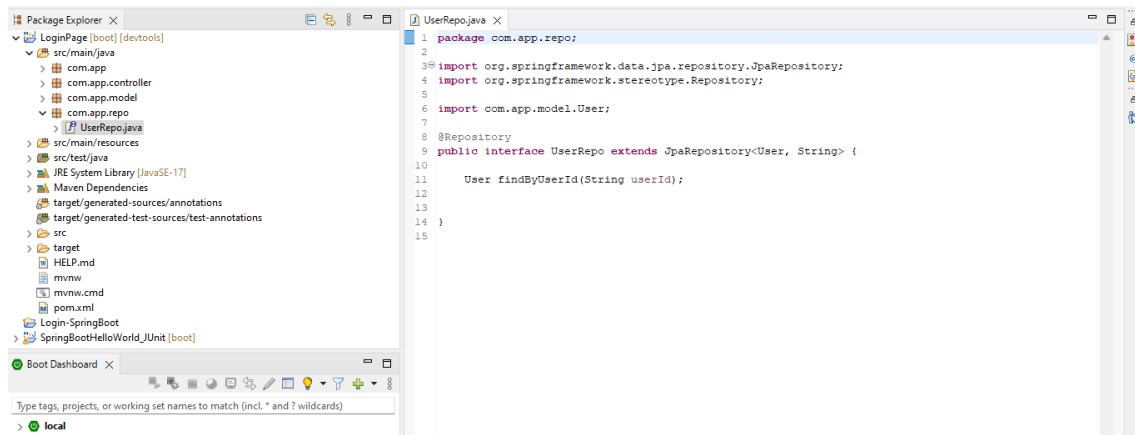 Package Explorer
LoginPage [boot] [devtools]
src/main/java
com.app
com.app.controller
com.app.model
com.app.repo
UserRepo.java
src/main/resources
src/test/java
JRE System Library [JavaSE-17]
Maven Dependencies
target/generated-sources/annotations
target/generated-test-sources/test-annotations
src
target
HELP.md
mvnw
mvnw.cmd
pom.xml
Login-SpringBoot
SpringBootHelloWorld_JUnit [boot]
Boot Dashboard
Type tags, projects, or working set names to match (incl. * and ? wildcards)
local
UserRepo.java
1 package com.app.repo;
2
3 import org.springframework.data.jpa.repository.JpaRepository;
4 import org.springframework.stereotype.Repository;
5
6 import com.app.model.User;
7
8 @Repository
9 public interface UserRepo extends JpaRepository<User, String> {
10
11 User findByUserId(String userId);
12
13
14 }
15